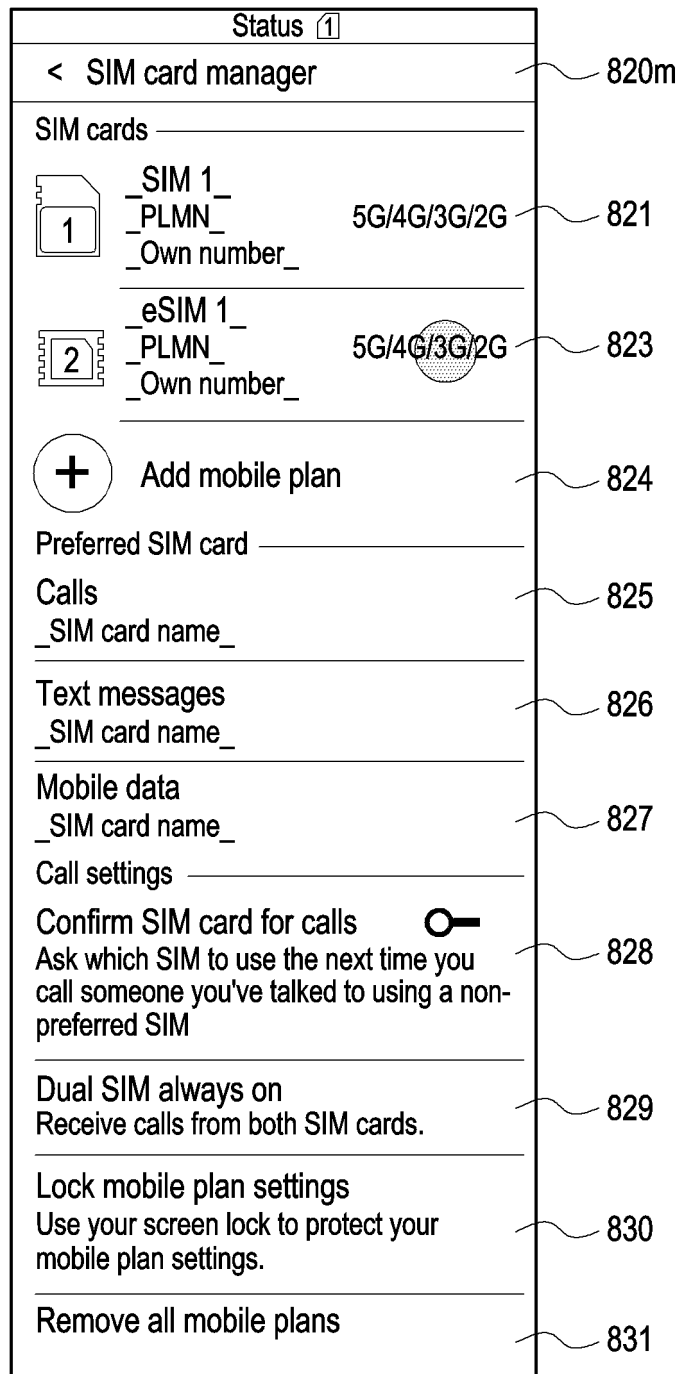 Status 1
< SIM card manager 820m
SIM cards
_SIM 1_
1 _PLMN_ 5G/4G/3G/2G 821
_Own number_
_eSIM 1_
2 _PLMN_ 5G/4G/3G/2G 823
_Own number_
+ Add mobile plan 824
Preferred SIM card
Calls 825
_SIM card name_
Text messages 826
_SIM card name_
Mobile data
_SIM card name_ 827
Call settings
Confirm SIM card for calls
Ask which SIM to use the next time you 828
call someone you've talked to using a non-
preferred SIM
Dual SIM always on 829
Receive calls from both SIM cards.
Lock mobile plan settings
Use your screen lock to protect your 830
mobile plan settings.
Remove all mobile plans 831